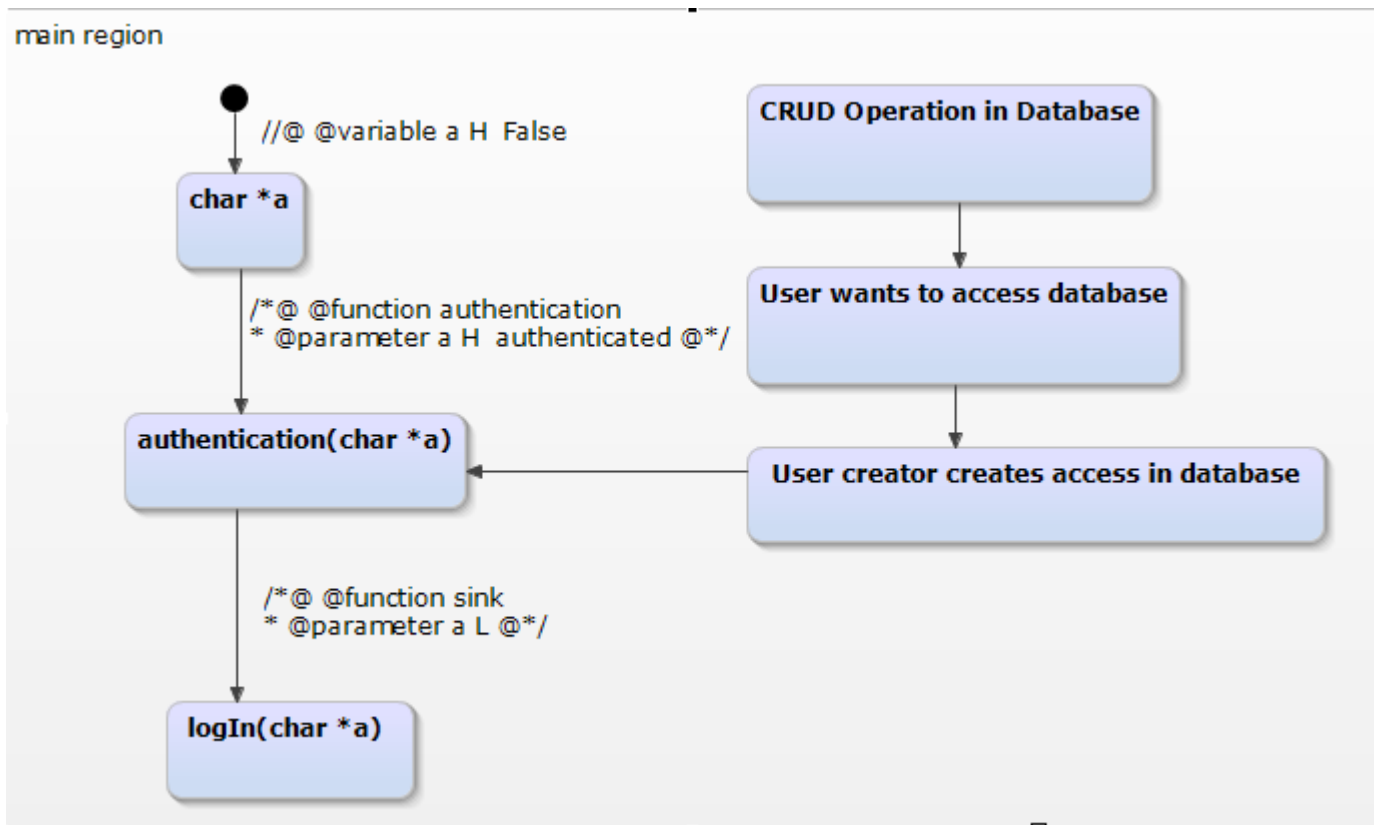 main region
//@ @variable a H  False
char *a
/*@ @function authentication
* @parameter a H  authenticated @*/
authentication(char *a)
/*@ @function sink
* @parameter a L @*/
logIn(char *a)
CRUD Operation in Database
User wants to access database
User creator creates access in database